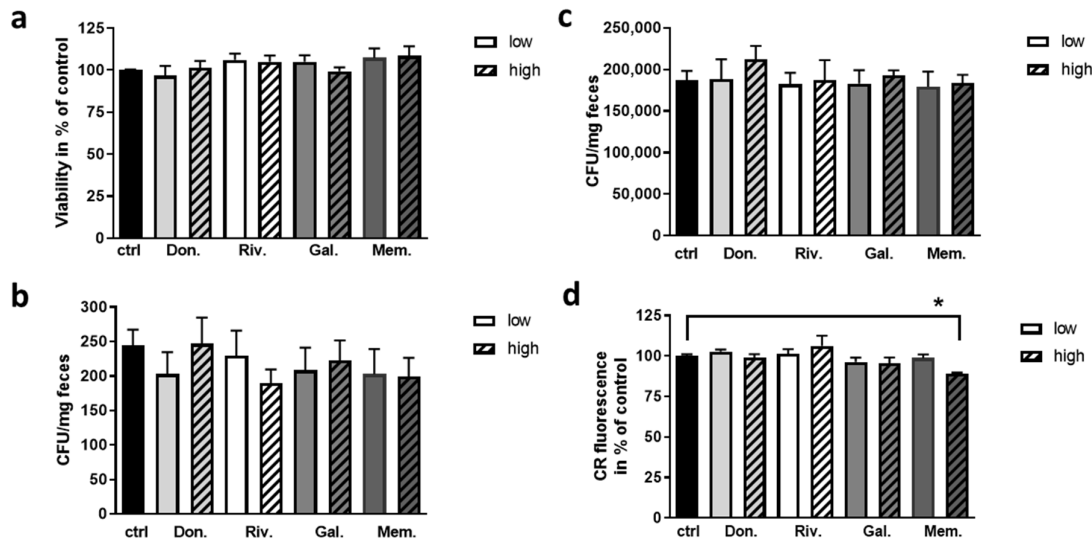 a
Viability in % of control
125
100
75
50
25
0
ctrl Don. Riv. Gal. Mem.
low
high
b
CFU/mg feces
300
250
200
150
100
50
0
ctrl Don. Riv. Gal. Mem.
low
high
c
CFU/mg feces
250,000
200,000
150,000
100,000
50,000
0
ctrl Don. Riv. Gal. Mem.
low
high
d
CR fluorescence
in % of control
125
100
75
50
25
0
*
ctrl Don. Riv. Gal. Mem.
low
high